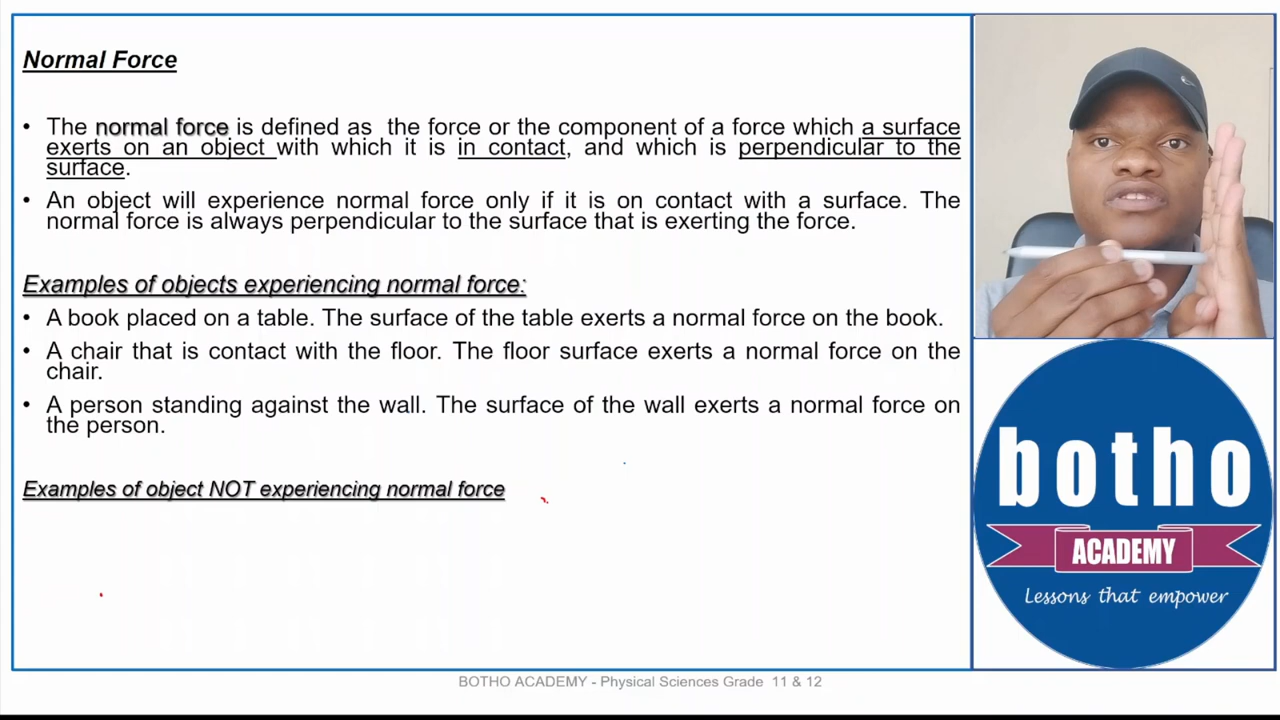 Normal Force
• The normal force is defined as the force or the component of a force which a surface
exerts on an object with which it is in contact, and which is perpendicular to the
surface.
• An object will experience normal force only if it is on contact with a surface. The
normal force is always perpendicular to the surface that is exerting the force.
Examples of objects experiencing normal force:
• A book placed on a table. The surface of the table exerts a normal force on the book.
• A chair that is contact with the floor. The floor surface exerts a normal force on the
chair.
• A person standing against the wall. The surface of the wall exerts a normal force on
the person.
Examples of object NOT experiencing normal force
botho
ACADEMY
Lessons that empower
BOTHO ACADEMY - Physical Sciences Grade 11 & 12